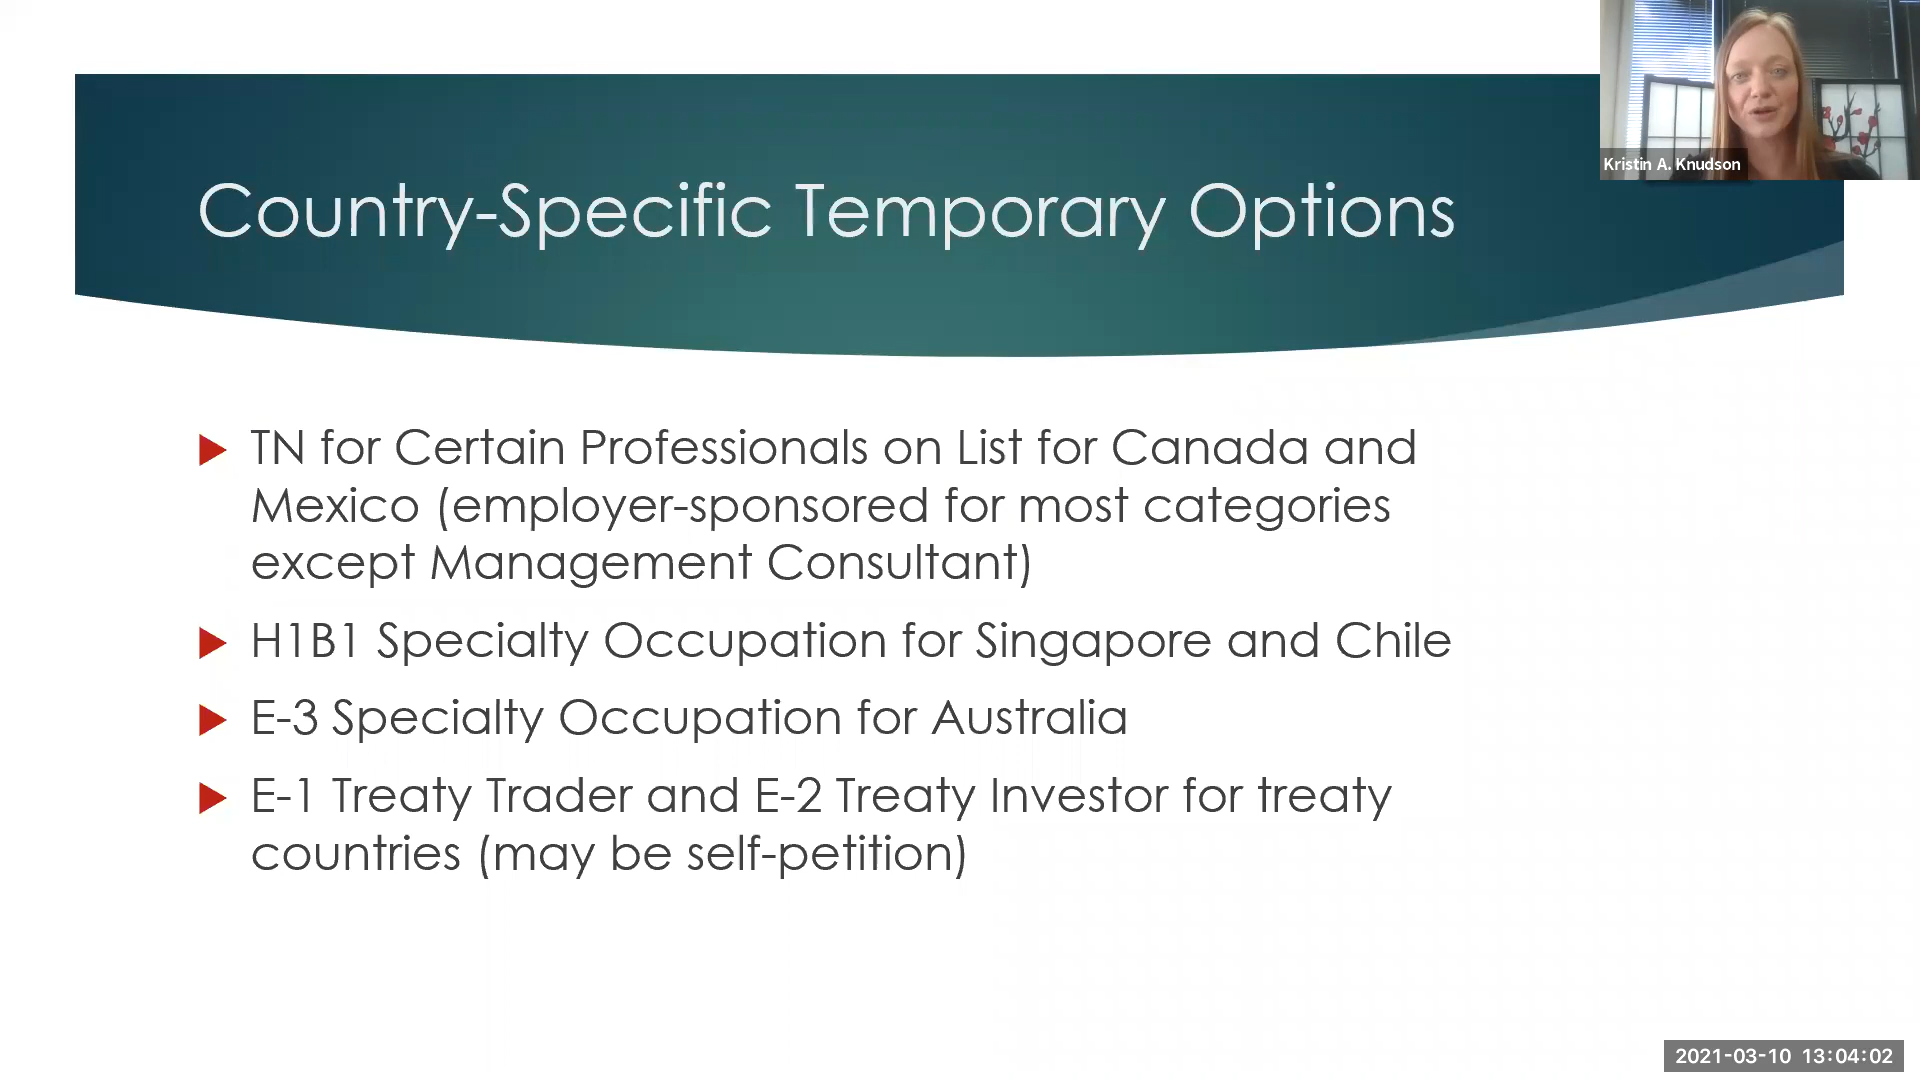 Kristin A. Knudson
Country-Specific Temporary Options
TN for Certain Professionals on List for Canada and
Mexico (employer-sponsored for most categories
except Management Consultant)
H1B1 Specialty Occupation for Singapore and Chile
E-3 Specialty Occupation for Australia
E-1 Treaty Trader and E-2 Treaty Investor for treaty
countries (may be self-petition)
2021-03-10 13:04:02